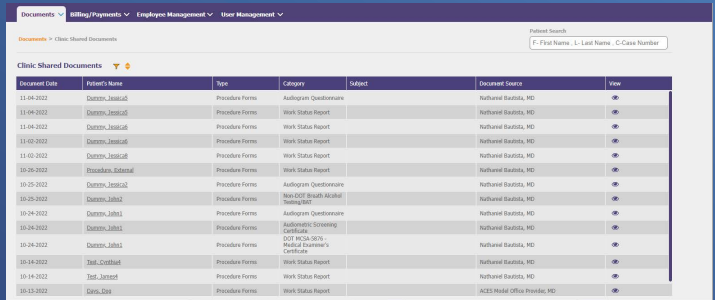 Documents Billing/Payments Employee Management User Management
Patient Search
Documents > Clinic Shared Documents
F- First Name , L- Last Name , C-Case Number
Clinic Shared Documents
Document Date Patient's Name Type Category Subject Document Source View
11-04-2022 Dummy, Jessica5 Procedure Forms Audiogram Questionnaire Nathaniel Bautista, MD
11-04-2022 Dummy, Jessica5 Procedure Forms Work Status Report Nathaniel Bautista, MD
11-04-2022 Dummy, Jessica6 Procedure Forms Work Status Report Nathaniel Bautista, MD
11-02-2022 Dummy, Jessica6 Procedure Forms Work Status Report Nathaniel Bautista, MD
11-02-2022 Dummy, Jessica8 Procedure Forms Work Status Report Nathaniel Bautista, MD
10-26-2022 Procedure, External Procedure Forms Work Status Report Nathaniel Bautista, MD
10-25-2022 Dummy, Jessica2 Procedure Forms Audiogram Questionnaire Nathaniel Bautista, MD
10-25-2022 Dummy, John2 Procedure Forms Non-DOT Breath Alcohol Nathaniel Bautista, MD
Testing/BAT
10-24-2022 Dummy, John1 Procedure Forms Audiogram Questionnaire Nathaniel Bautista, MD
10-24-2022 Dummy, John1 Procedure Forms Audiometric Screening Nathaniel Bautista, MD
Certificate
DOT MCSA-5876 -
10-24-2022 Dummy, John1 Procedure Forms Medical Examiner's Nathaniel Bautista, MD
Certificate
10-14-2022 Test, Cynthia4 Procedure Forms Work Status Report Nathaniel Bautista, MD
10-14-2022 Test, James4 Procedure Forms Work Status Report Nathaniel Bautista, MD
10-13-2022 Days, Dog Procedure Forms Work Status Report ACES Model Office Provider, MD